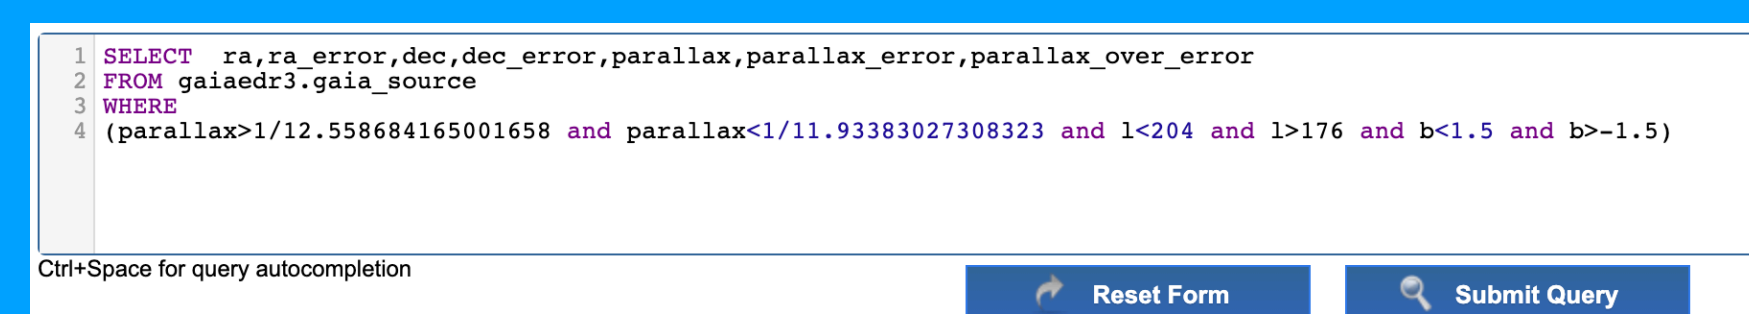 1 SELECT  ra,ra_error,dec,dec_error,parallax,parallax_error,parallax_over_error
2 FROM gaiaedr3.gaia_source
3 WHERE
4 (parallax>1/12.558684165001658 and parallax<1/11.93383027308323 and l<204 and l>176 and b<1.5 and b>-1.5)
Ctrl+Space for query autocompletion
Reset Form
Submit Query